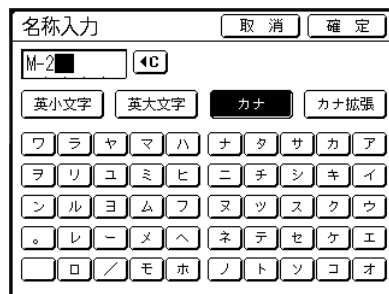 名称入力 取 消 確 定
M-2 C
英小文字 英大文字 カナ カナ拡張
ワ ラ ヤ マ ハ ナ タ サ カ ア
ヲ リ ユ ミ ヒ ニ チ シ キ イ
ン ル ヨ ム フ ヌ ツ ス ク ウ
。 レ ー メ ヘ ネ テ セ ケ エ
ロ ／ モ ホ ノ ト ソ コ オ